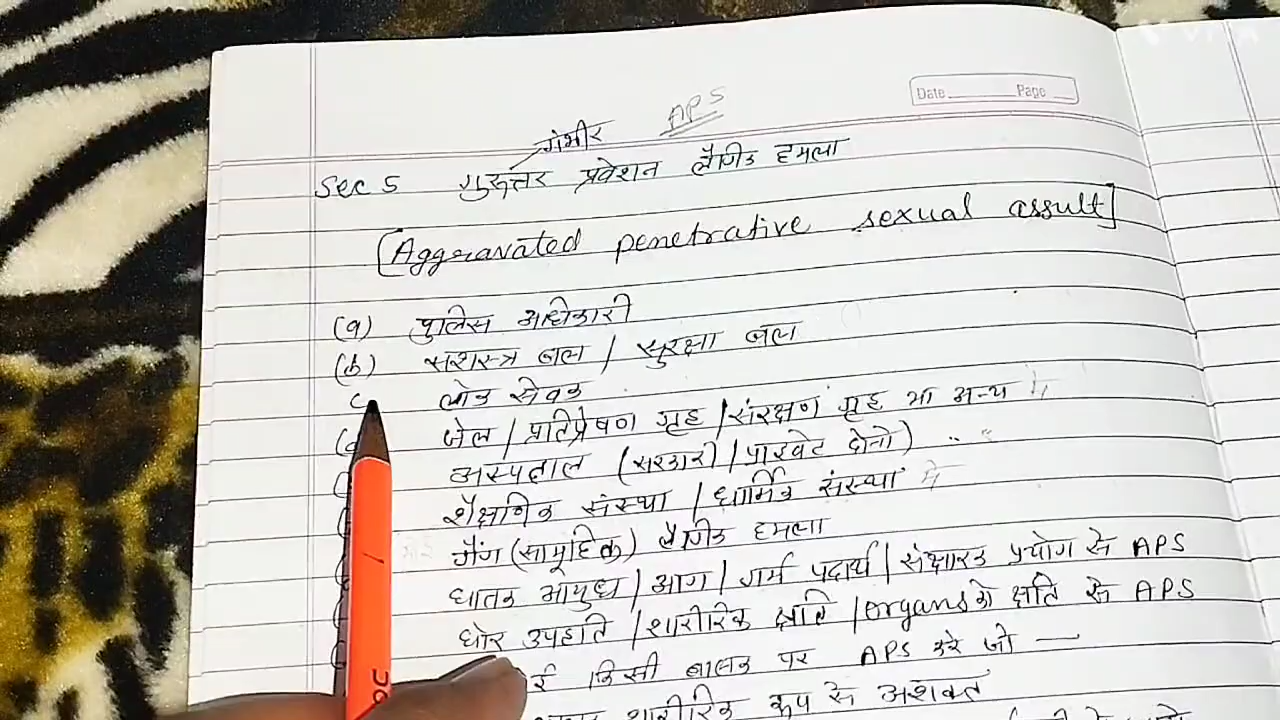 VITA
Date Page
APS
गंभीर
Sec 5 गुरुत्तर प्रवेशन लैंगिक हमला
[Aggravated penetrative sexual assult]
(a) पुलिस अधिकारी
(b) सशस्त्र बल / सुरक्षा बल
c लोक सेवक
(d जेल / प्रतिप्रेषण गृह / संरक्षण गृह या अन्य में
अस्पताल (सरकारी / प्राइवेट दोनो) " "
शैक्षणिक संस्था / धार्मिक संस्था में
गैंग (सामूहिक) लैंगिक हमला
घातक आयुध / आग / गर्म पदार्थ / संक्षारक प्रयोग से APS
घोर उपहति / शारीरिक क्षति / organs को क्षति से APS
किसी बालक पर APS करे जो —
शारीरिक रूप से अशक्त